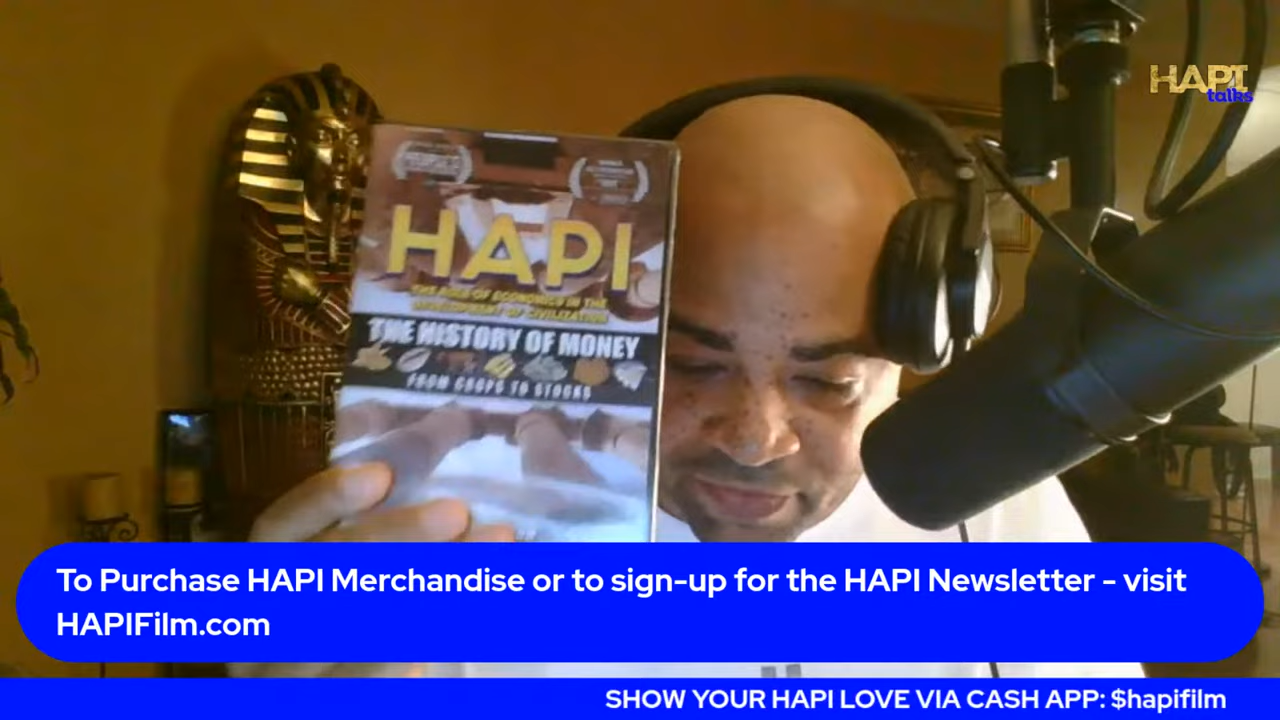 HAPI
talks
HAPI
THE ROLE OF ECONOMICS IN THE
DEVELOPMENT OF CIVILIZATION
THE HISTORY OF MONEY
FROM CROPS TO STOCKS
To Purchase HAPI Merchandise or to sign-up for the HAPI Newsletter - visit
HAPIFilm.com
SHOW YOUR HAPI LOVE VIA CASH APP: $hapifilm